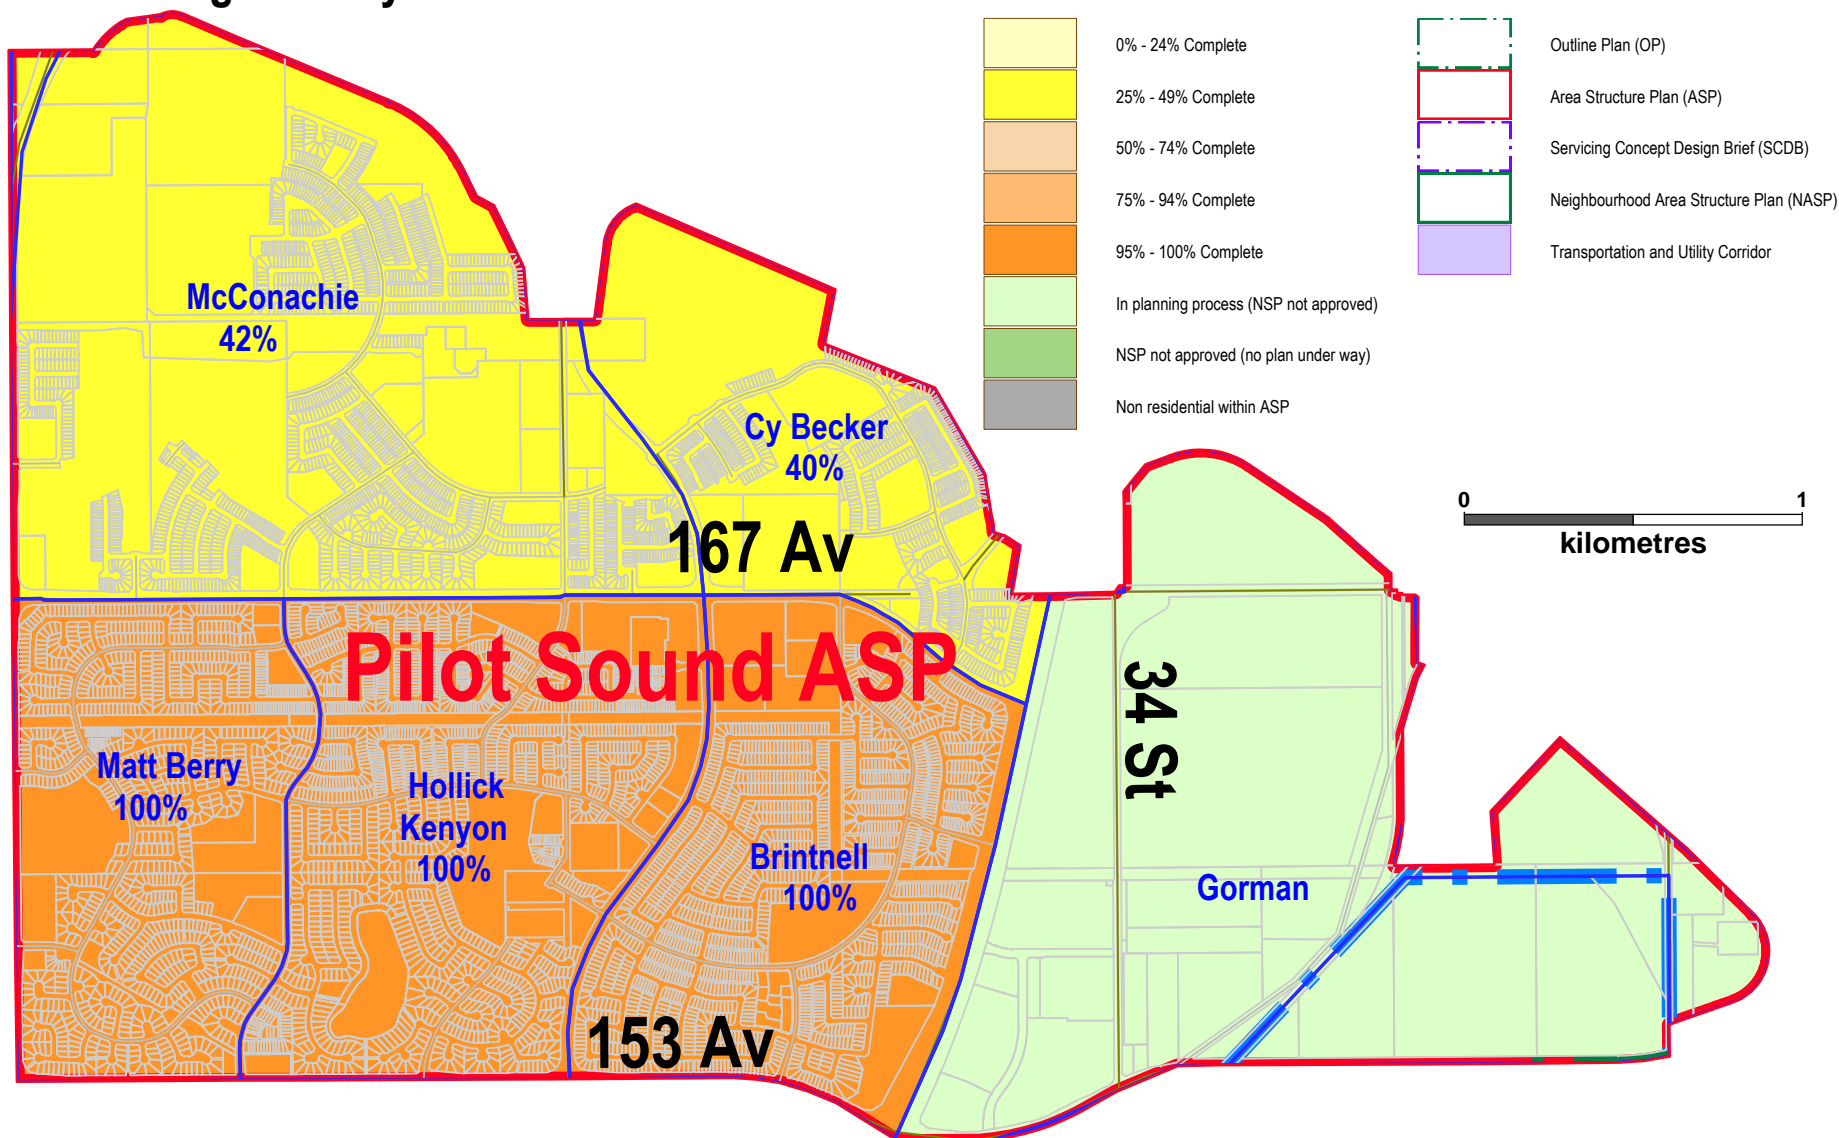 0% - 24% Complete
25% - 49% Complete
50% - 74% Complete
75% - 94% Complete
95% - 100% Complete
In planning process (NSP not approved)
NSP not approved (no plan under way)
Non residential within ASP
Outline Plan (OP)
Area Structure Plan (ASP)
Servicing Concept Design Brief (SCDB)
Neighbourhood Area Structure Plan (NASP)
Transportation and Utility Corridor
0 1
kilometres
McConachie
42%
Cy Becker
40%
167 Av
Pilot Sound ASP
34 St
Matt Berry
100%
Hollick
Kenyon
100%
Brintnell
100%
Gorman
153 Av